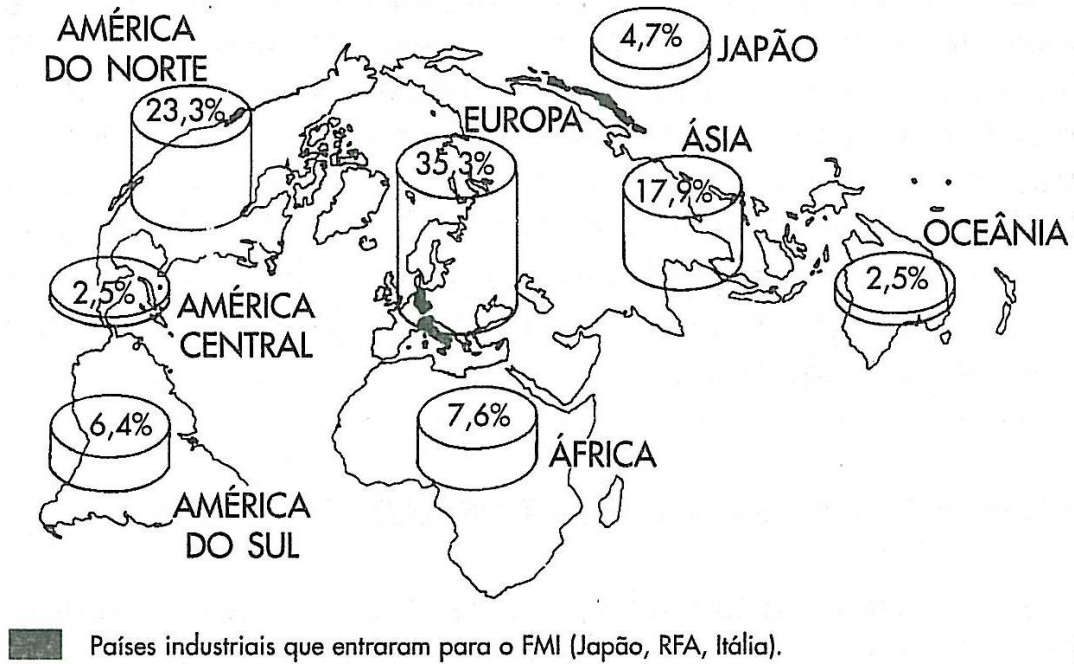 AMÉRICA
DO NORTE
23,3%
4,7%
JAPÃO
EUROPA
35,3%
ÁSIA
17,9%
OCEÂNIA
2,5%
2,5%
AMÉRICA
CENTRAL
6,4%
AMÉRICA
DO SUL
7,6%
ÁFRICA
Países industriais que entraram para o FMI (Japão, RFA, Itália).